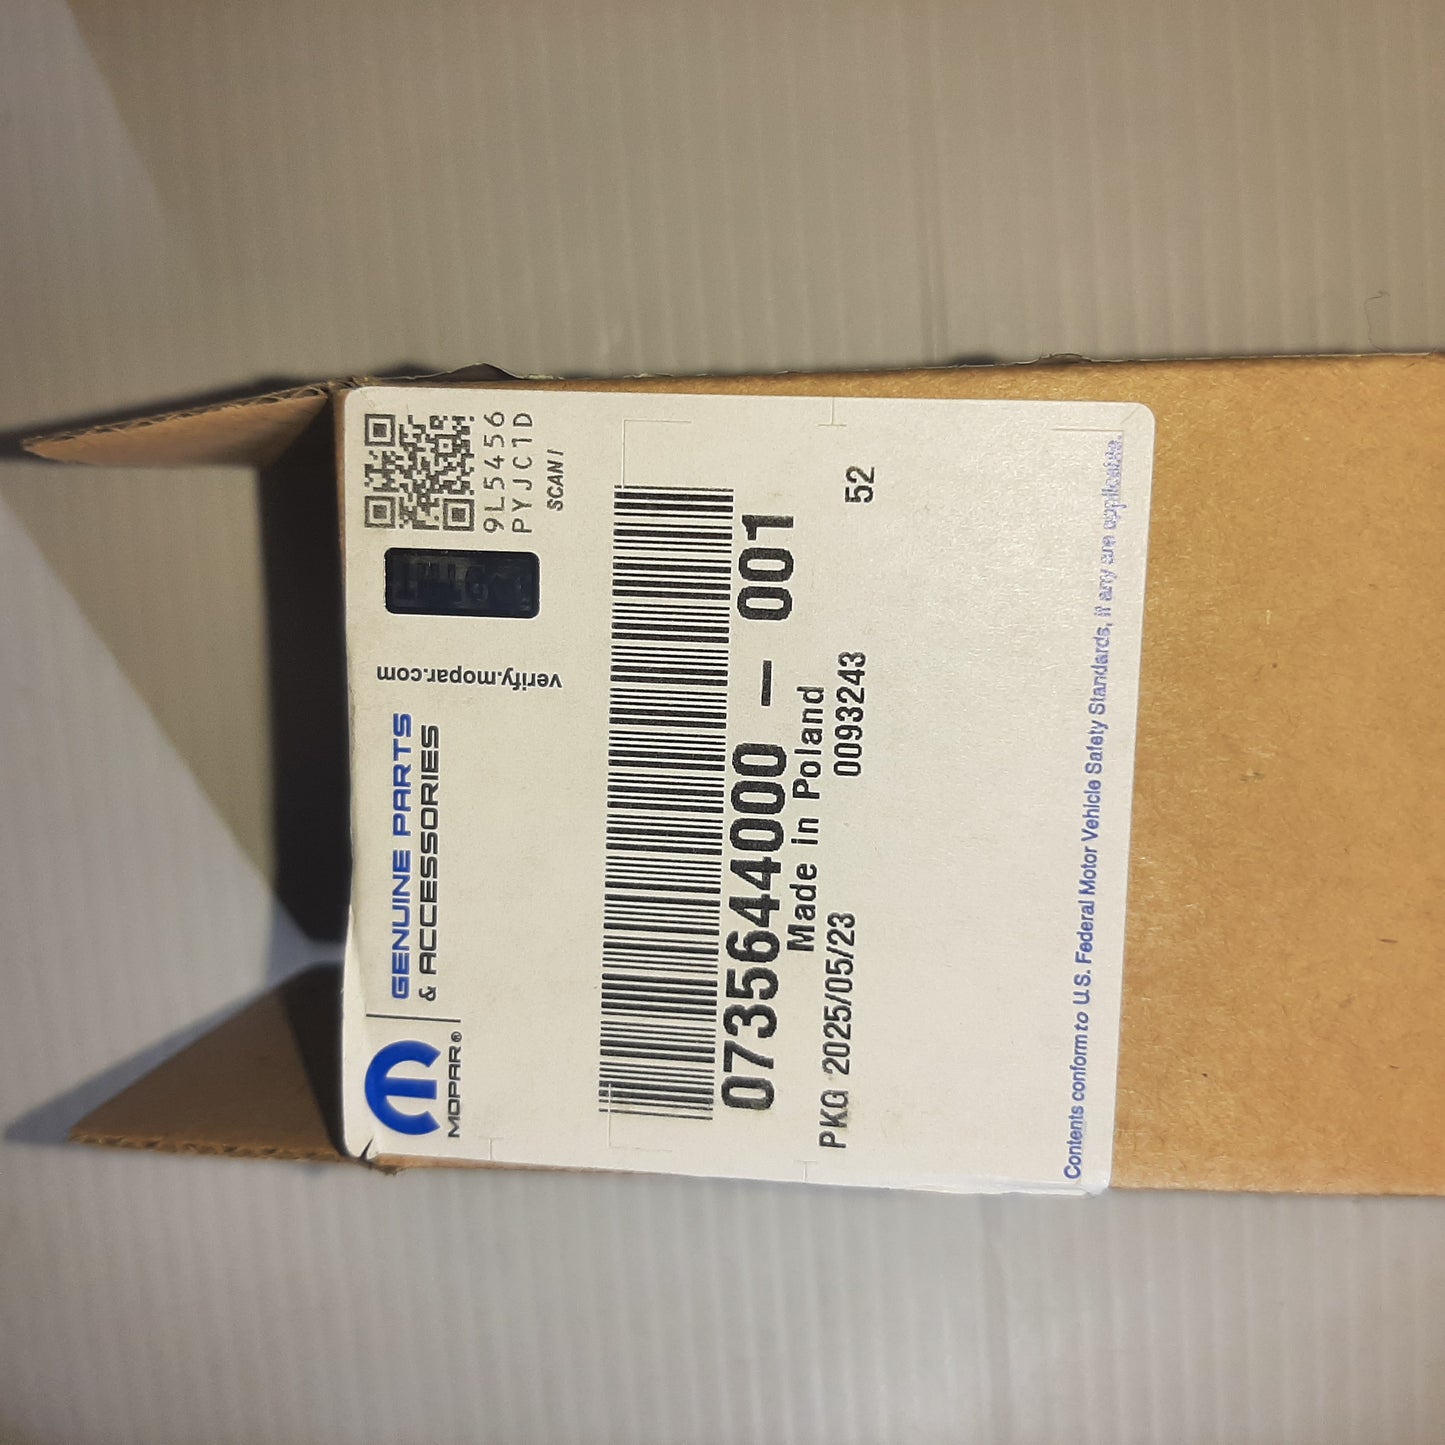 MOPAR®
GENUINE PARTS
& ACCESSORIES
verify.mopar.com
9L5456
PYJC1D
SCAN!
0735644000 - 001
Made in Poland
PKG 2025/05/23 0093243 52
Contents conform to U.S. Federal Motor Vehicle Safety Standards, if any are applicable.